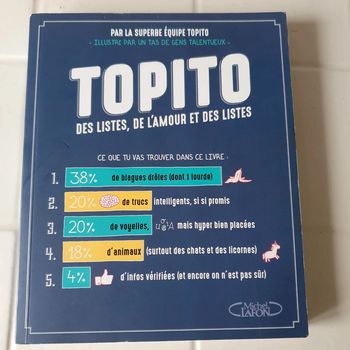 PAR LA SUPERBE ÉQUIPE TOPITO
- ILLUSTRÉ PAR UN TAS DE GENS TALENTUEUX -
TOPITO
DES LISTES, DE L'AMOUR ET DES LISTES
CE QUE TU VAS TROUVER DANS CE LIVRE :
1. 38% de blagues drôles (dont 1 lourde)
2. 20% de trucs intelligents, si si promis
3. 20% de voyelles, mais hyper bien placées
4. 18% d'animaux (surtout des chats et des licornes)
5. 4% d'infos vérifiées (et encore on n'est pas sûr)
Michel
LAFON